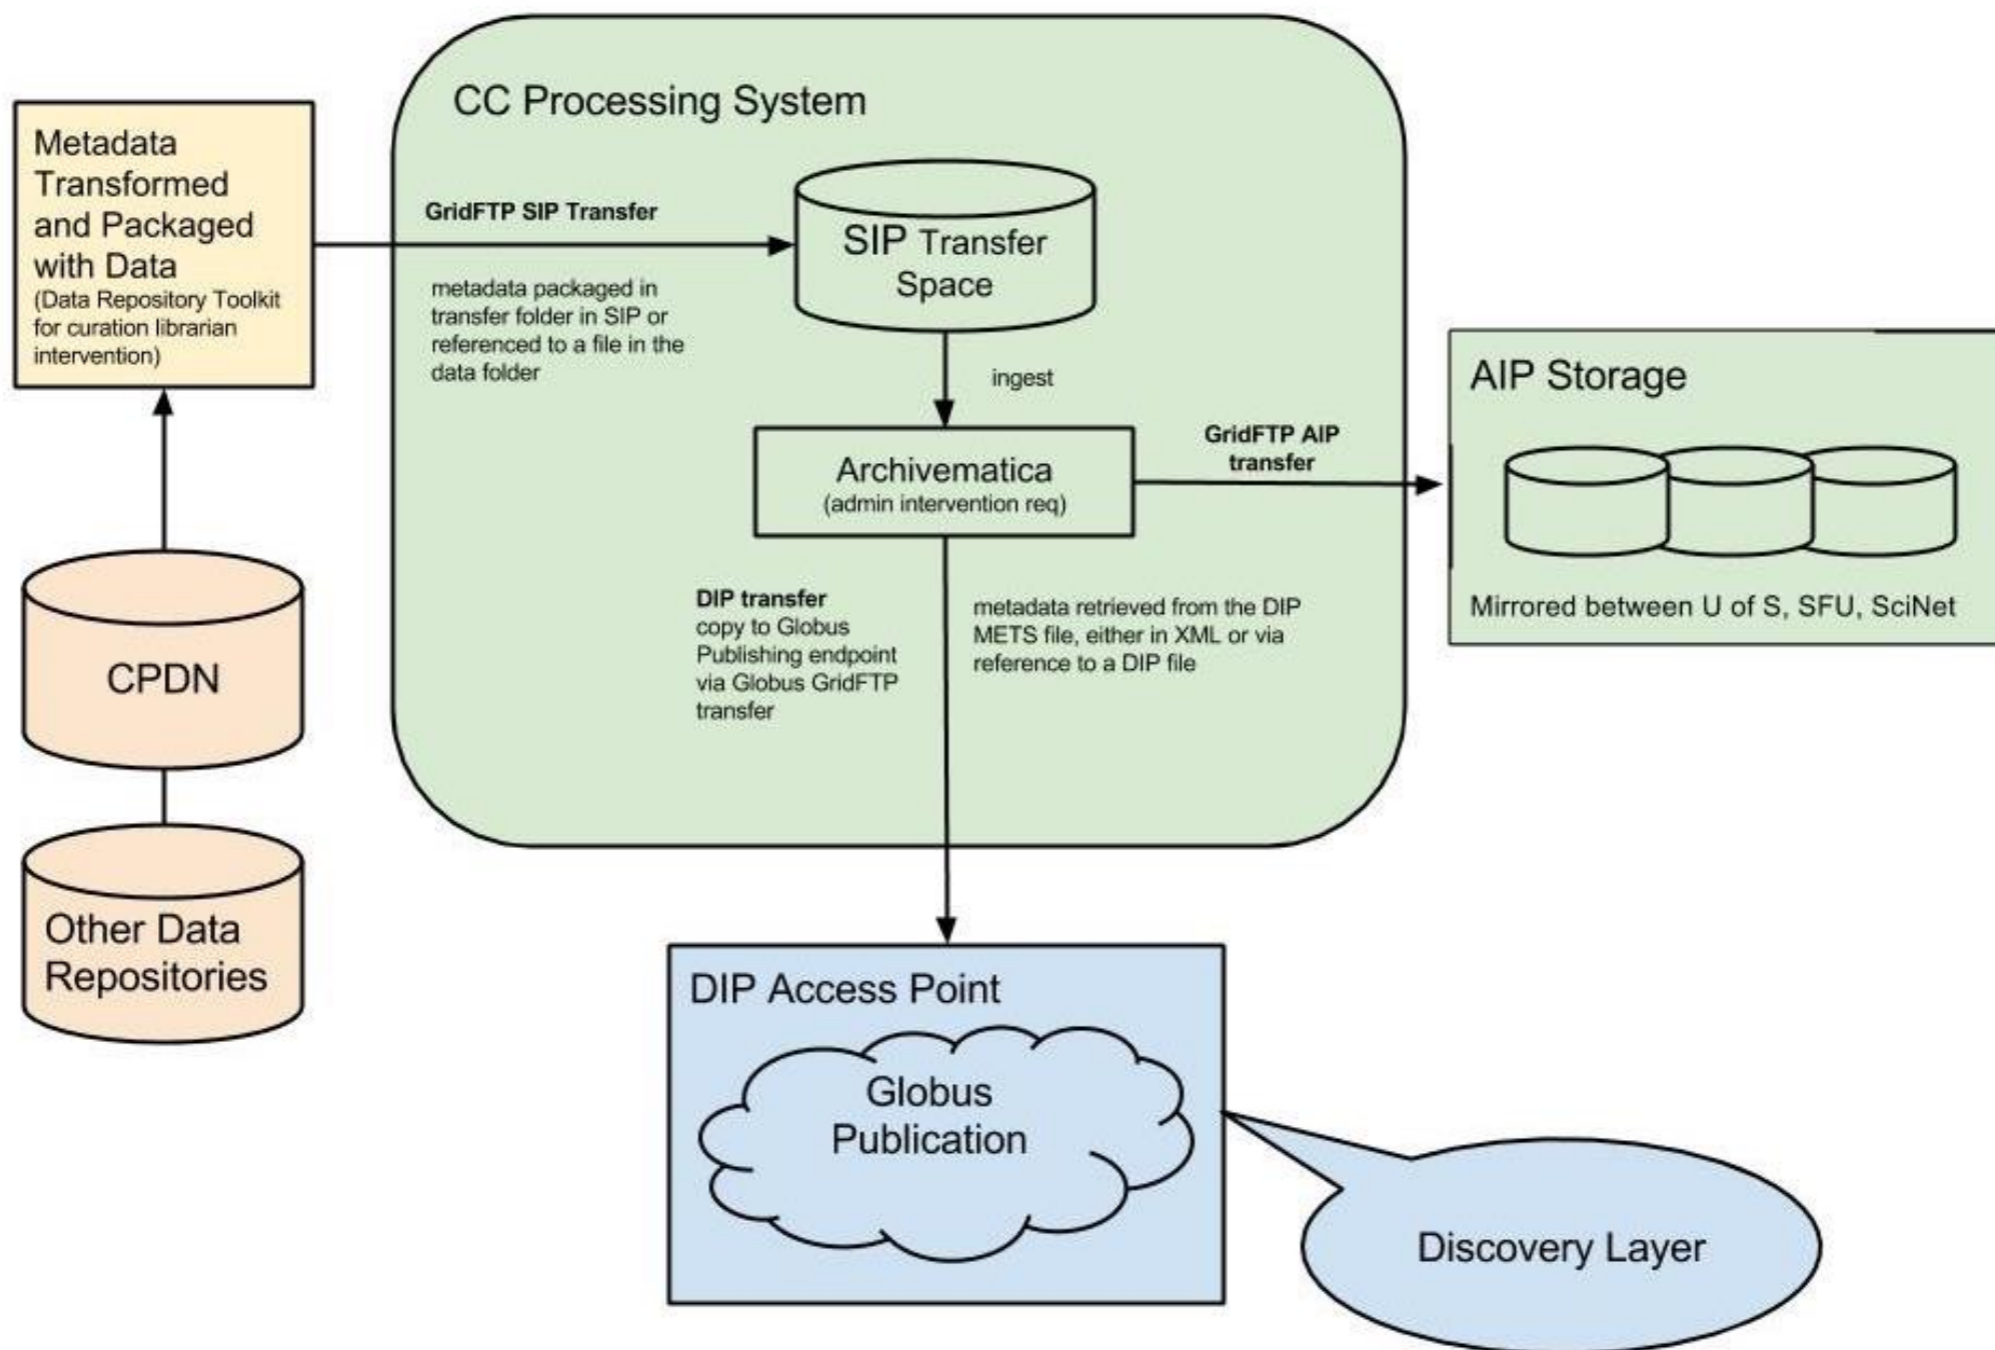 CC Processing System
Metadata
Transformed
and Packaged
with Data
(Data Repository Toolkit
for curation librarian
intervention)
GridFTP SIP Transfer
metadata packaged in
transfer folder in SIP or
referenced to a file in the
data folder
SIP Transfer
Space
ingest
Archivematica
(admin intervention req)
GridFTP AIP
transfer
AIP Storage
Mirrored between U of S, SFU, SciNet
DIP transfer
copy to Globus
Publishing endpoint
via Globus GridFTP
transfer
metadata retrieved from the DIP
METS file, either in XML or via
reference to a DIP file
CPDN
Other Data
Repositories
DIP Access Point
Globus
Publication
Discovery Layer